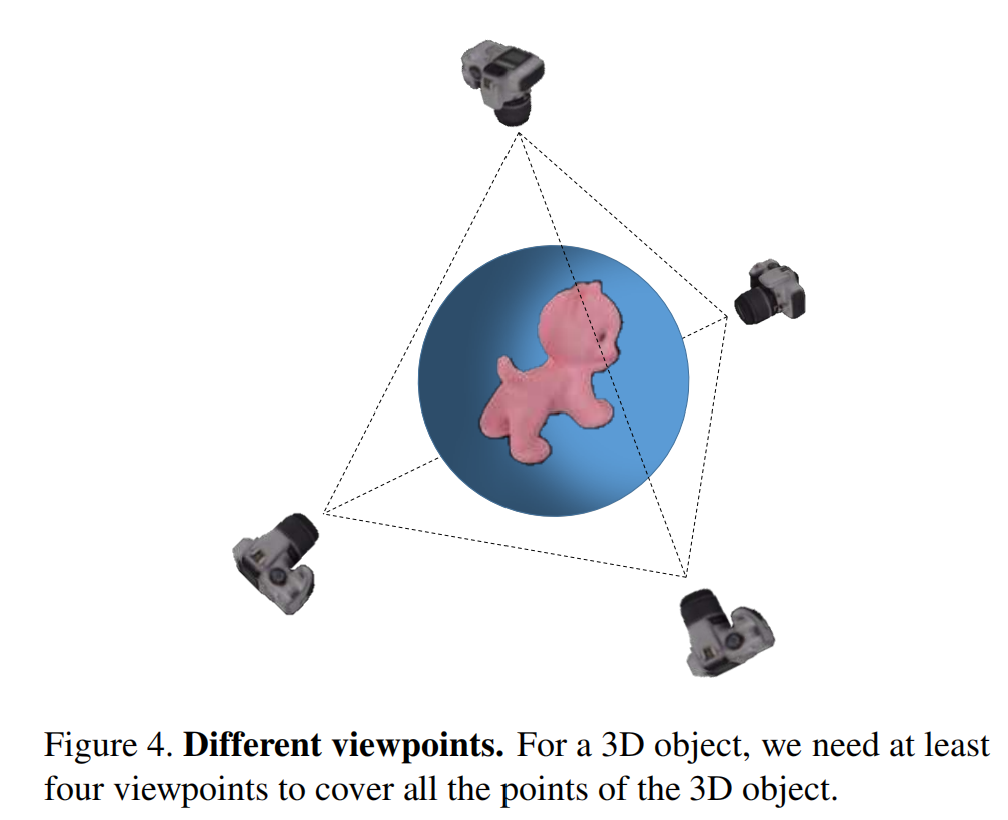 Figure 4. Different viewpoints. For a 3D object, we need at least
four viewpoints to cover all the points of the 3D object.